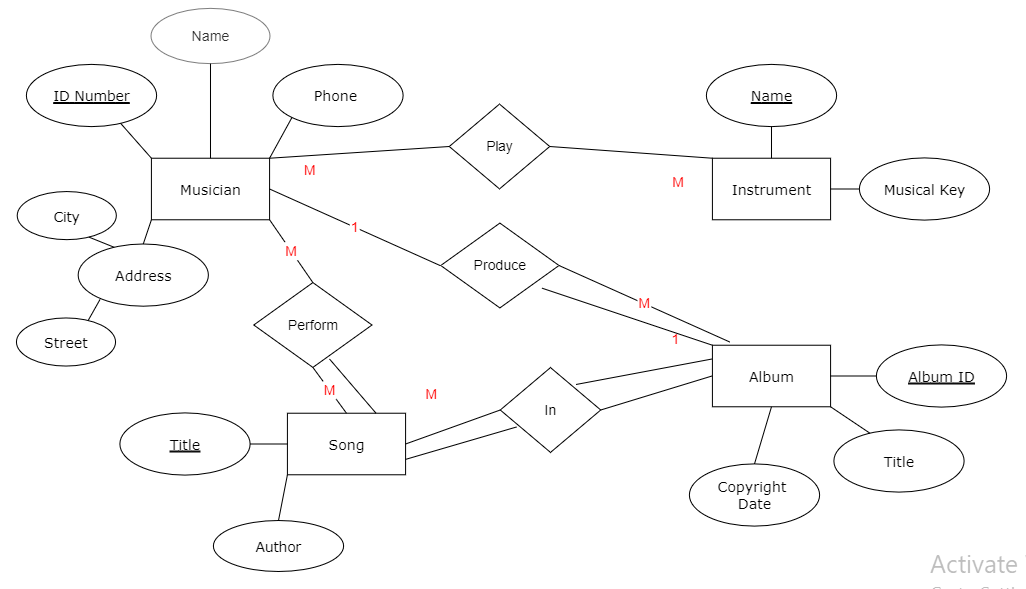 Name
ID Number
Phone
Name
Play
M
M
Musician
Instrument
Musical Key
City
1
M
Produce
Address
M
Perform
1
Street
Album
Album ID
M
M
In
Title
Song
Title
Copyright
Date
Author
Activate